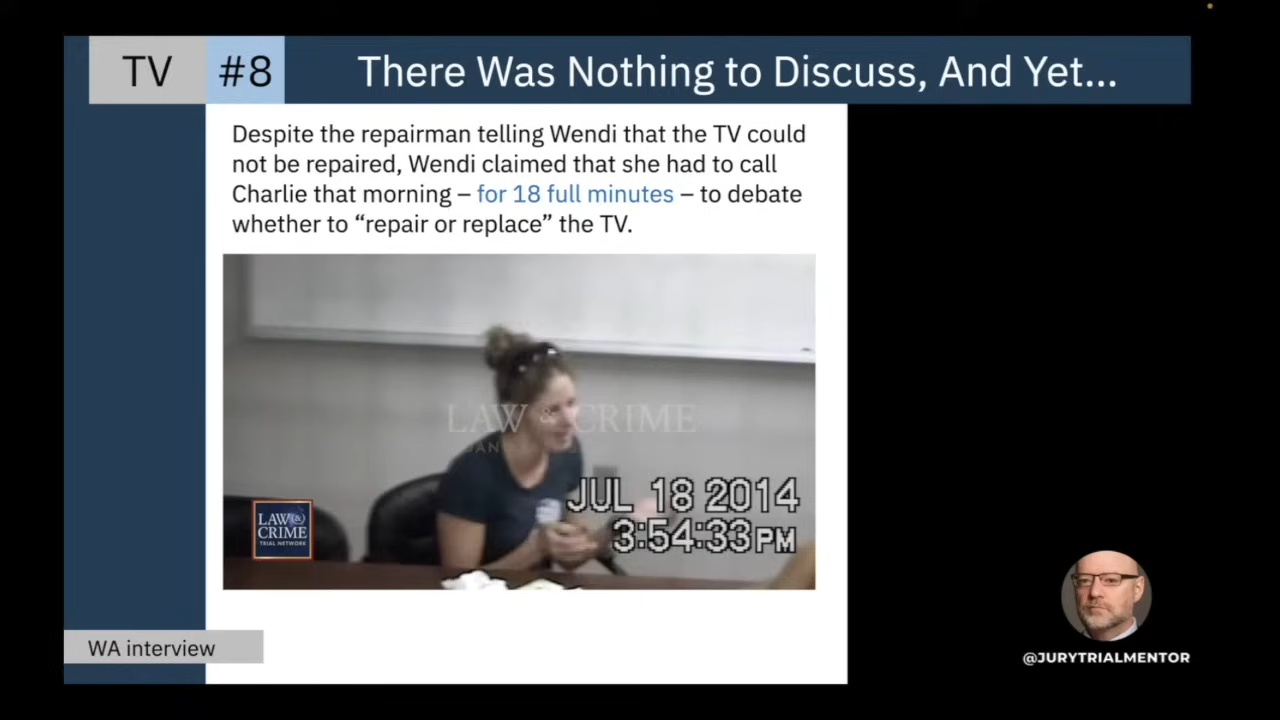 TV #8 There Was Nothing to Discuss, And Yet...
Despite the repairman telling Wendi that the TV could
not be repaired, Wendi claimed that she had to call
Charlie that morning – for 18 full minutes – to debate
whether to “repair or replace” the TV.
LAW & CRIME
JUL 18 2014
3:54:33PM
LAW &
CRIME
TRIAL NETWORK
WA interview
@JURYTRIALMENTOR